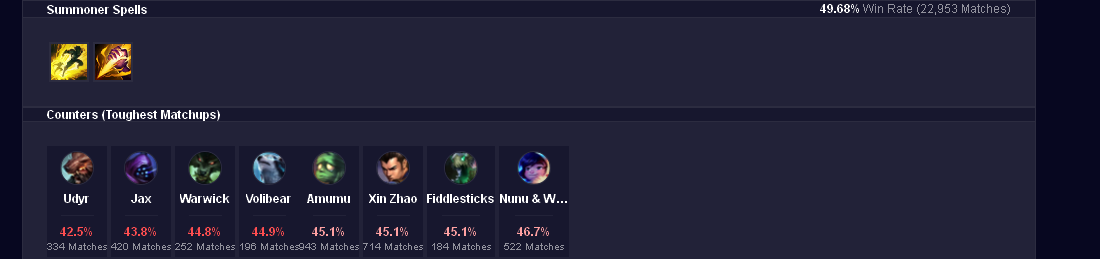 Summoner Spells 49.68% Win Rate (22,953 Matches)
Counters (Toughest Matchups)
Udyr Jax Warwick Volibear Amumu Xin Zhao Fiddlesticks Nunu & W...
42.5% 43.8% 44.8% 44.9% 45.1% 45.1% 45.1% 46.7%
334 Matches 420 Matches 252 Matches 196 Matches 943 Matches 714 Matches 184 Matches 522 Matches